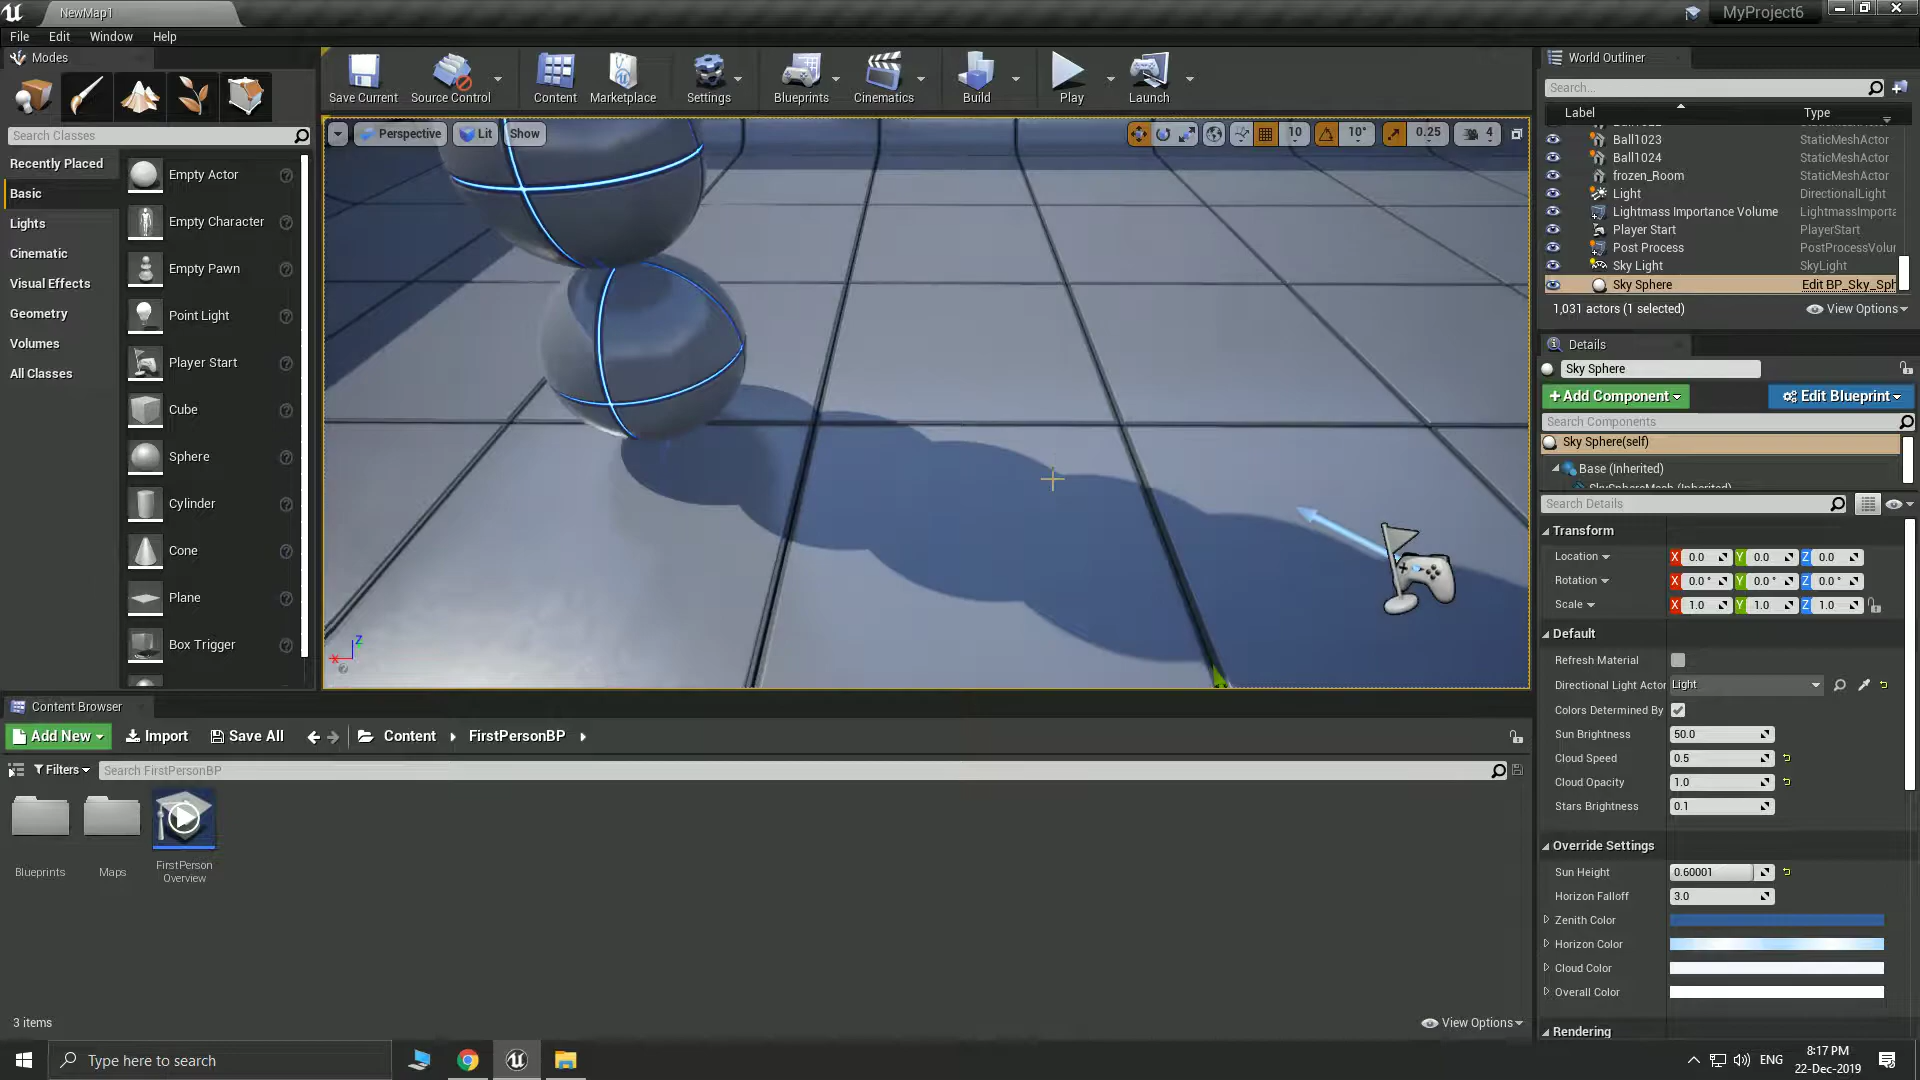 NewMap1
MyProject6
File Edit Window Help
Modes
Save Current
Source Control
Content
Marketplace
Settings
Blueprints
Cinematics
Build
Play
Launch
Search Classes
Recently Placed
Basic
Lights
Cinematic
Visual Effects
Geometry
Volumes
All Classes
Empty Actor
Empty Character
Empty Pawn
Point Light
Player Start
Cube
Sphere
Cylinder
Cone
Plane
Box Trigger
Perspective
Lit
Show
10
10°
0.25
4
Z
X
World Outliner
Search...
Label Type
Ball1023 StaticMeshActor
Ball1024 StaticMeshActor
frozen_Room StaticMeshActor
Light DirectionalLight
Lightmass Importance Volume LightmassImporta
Player Start PlayerStart
Post Process PostProcessVolu
Sky Light SkyLight
Sky Sphere Edit BP_Sky_Sph
1,031 actors (1 selected) View Options
Details
Sky Sphere
+Add Component
Edit Blueprint
Search Components
Sky Sphere(self)
Base (Inherited)
SkySphereMesh (Inherited)
Search Details
Transform
Location X 0.0 Y 0.0 Z 0.0
Rotation X 0.0 ° Y 0.0 ° Z 0.0 °
Scale X 1.0 Y 1.0 Z 1.0
Default
Refresh Material
Directional Light Actor Light
Colors Determined By
Sun Brightness 50.0
Cloud Speed 0.5
Cloud Opacity 1.0
Stars Brightness 0.1
Override Settings
Sun Height 0.60001
Horizon Falloff 3.0
Zenith Color
Horizon Color
Cloud Color
Overall Color
Rendering
Content Browser
Add New Import Save All Content FirstPersonBP
Filters Search FirstPersonBP
Blueprints
Maps
FirstPerson
Overview
3 items
View Options
Type here to search
ENG
8:17 PM
22-Dec-2019